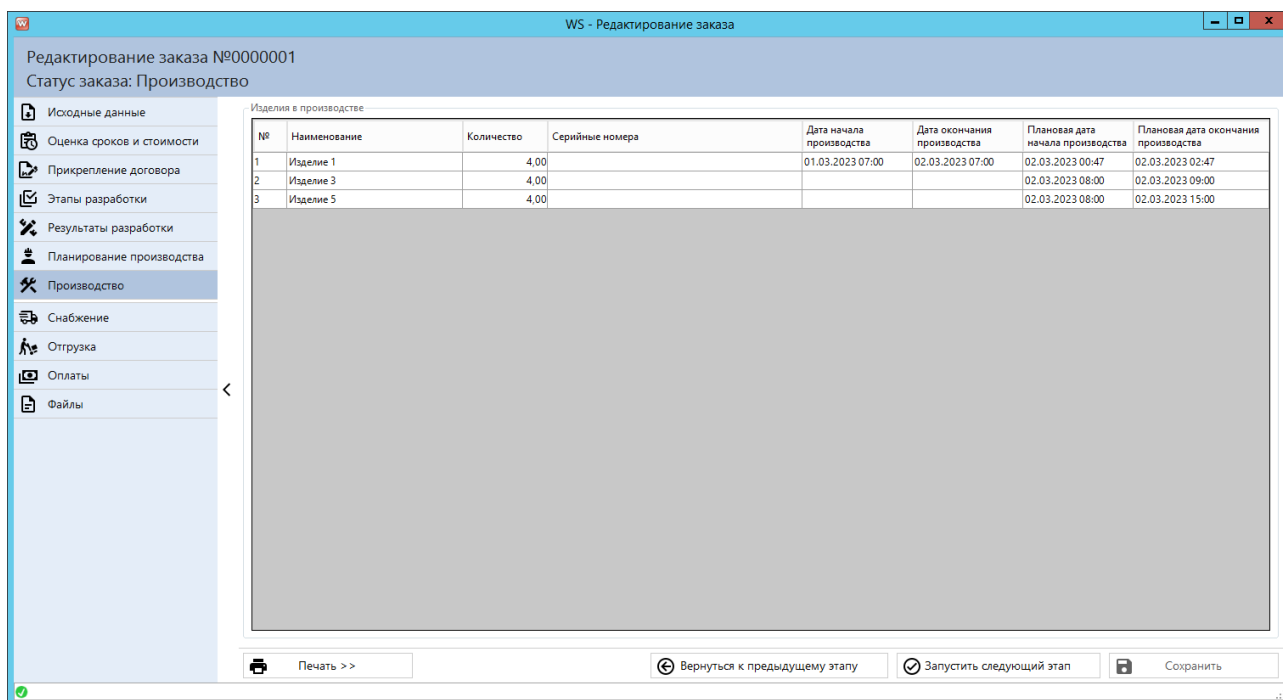 WS - Редактирование заказа
Редактирование заказа №0000001
Статус заказа: Производство
Исходные данные
Оценка сроков и стоимости
Прикрепление договора
Этапы разработки
Результаты разработки
Планирование производства
Производство
Снабжение
Отгрузка
Оплаты
Файлы
Изделия в производстве
№ Наименование Количество Серийные номера Дата начала производства Дата окончания производства Плановая дата начала производства Плановая дата окончания производства
1 Изделие 1 4,00 01.03.2023 07:00 02.03.2023 07:00 02.03.2023 00:47 02.03.2023 02:47
2 Изделие 3 4,00 02.03.2023 08:00 02.03.2023 09:00
3 Изделие 5 4,00 02.03.2023 08:00 02.03.2023 15:00
Печать >> Вернуться к предыдущему этапу Запустить следующий этап Сохранить